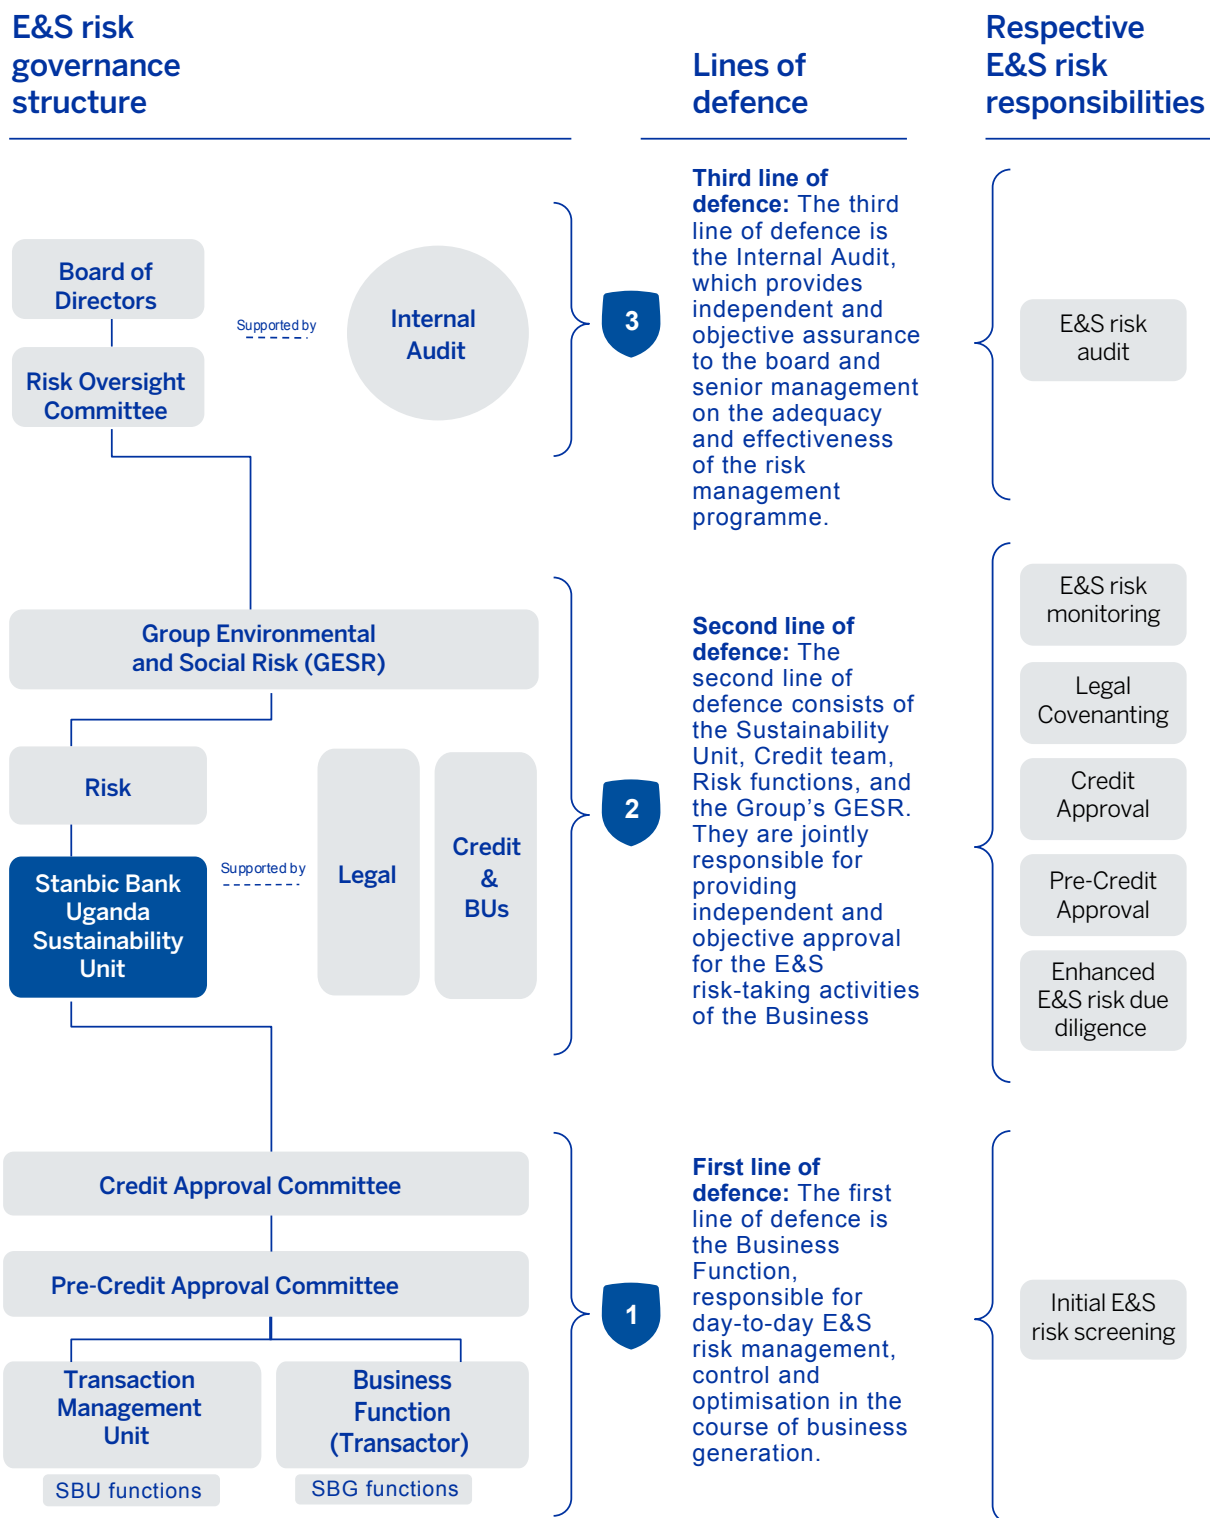 E&S risk
governance
structure
Lines of
defence
Respective
E&S risk
responsibilities
Board of
Directors
Risk Oversight
Committee
Supported by
Internal
Audit
3
Third line of
defence: The third
line of defence is
the Internal Audit,
which provides
independent and
objective assurance
to the board and
senior management
on the adequacy
and effectiveness
of the risk
management
programme.
E&S risk
audit
Group Environmental
and Social Risk (GESR)
Risk
Stanbic Bank
Uganda
Sustainability
Unit
Supported by
Legal
Credit
&
BUs
2
Second line of
defence: The
second line of
defence consists of
the Sustainability
Unit, Credit team,
Risk functions, and
the Group's GESR.
They are jointly
responsible for
providing
independent and
objective approval
for the E&S
risk-taking activities
of the Business
E&S risk
monitoring
Legal
Covenanting
Credit
Approval
Pre-Credit
Approval
Enhanced
E&S risk due
diligence
Credit Approval Committee
Pre-Credit Approval Committee
Transaction
Management
Unit
Business
Function
(Transactor)
SBU functions
SBG functions
1
First line of
defence: The first
line of defence is
the Business
Function,
responsible for
day-to-day E&S
risk management,
control and
optimisation in the
course of business
generation.
Initial E&S
risk screening